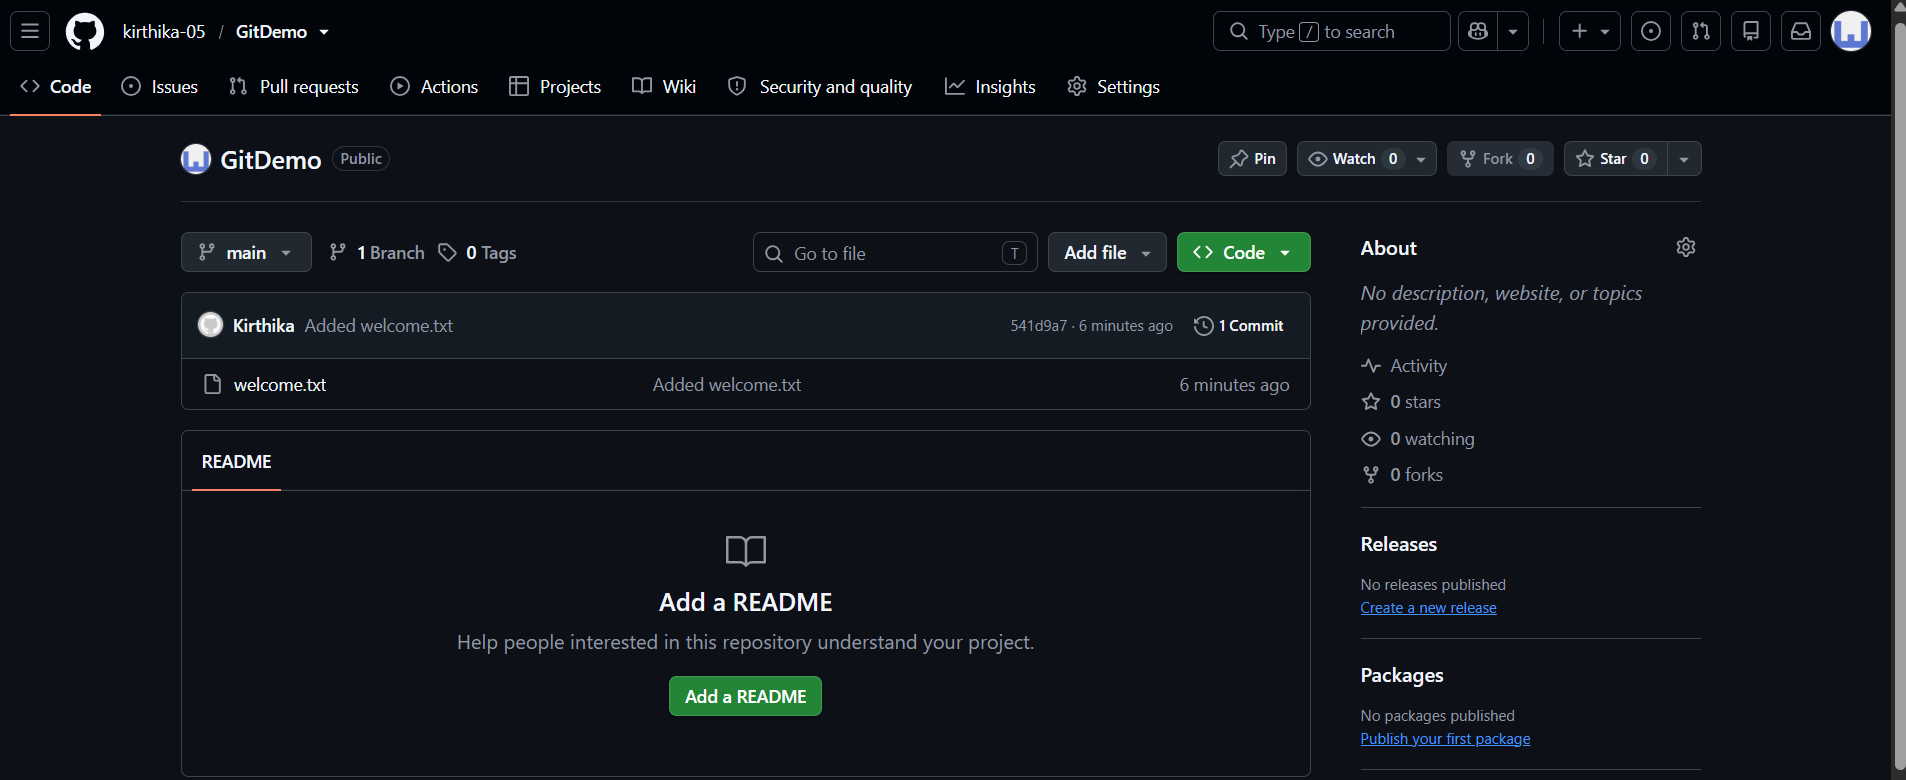 kirthika-05 / GitDemo
Type / to search
Code Issues Pull requests Actions Projects Wiki Security and quality Insights Settings
GitDemo Public
Pin Watch 0 Fork 0 Star 0
main 1 Branch 0 Tags
Go to file T Add file Code
Kirthika Added welcome.txt 541d9a7 · 6 minutes ago 1 Commit
welcome.txt Added welcome.txt 6 minutes ago
README
Add a README
Help people interested in this repository understand your project.
Add a README
About
No description, website, or topics
provided.
Activity
0 stars
0 watching
0 forks
Releases
No releases published
Create a new release
Packages
No packages published
Publish your first package